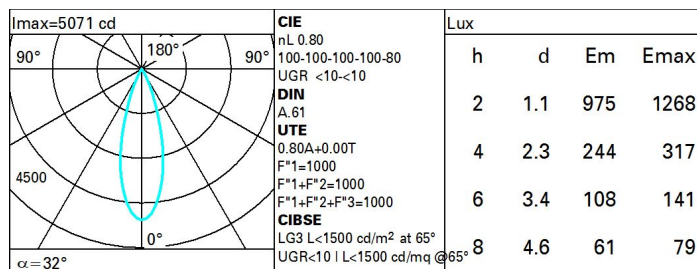 Imax=5071 cd
90° 180° 90°
4500
0°
α=32°
CIE
nL 0.80
100-100-100-100-80
UGR <10-<10
DIN
A.61
UTE
0.80A+0.00T
F"1=1000
F"1+F"2=1000
F"1+F"2+F"3=1000
CIBSE
LG3 L<1500 cd/m² at 65°
UGR<10 | L<1500 cd/mq @65°
Lux
h d Em Emax
2 1.1 975 1268
4 2.3 244 317
6 3.4 108 141
8 4.6 61 79